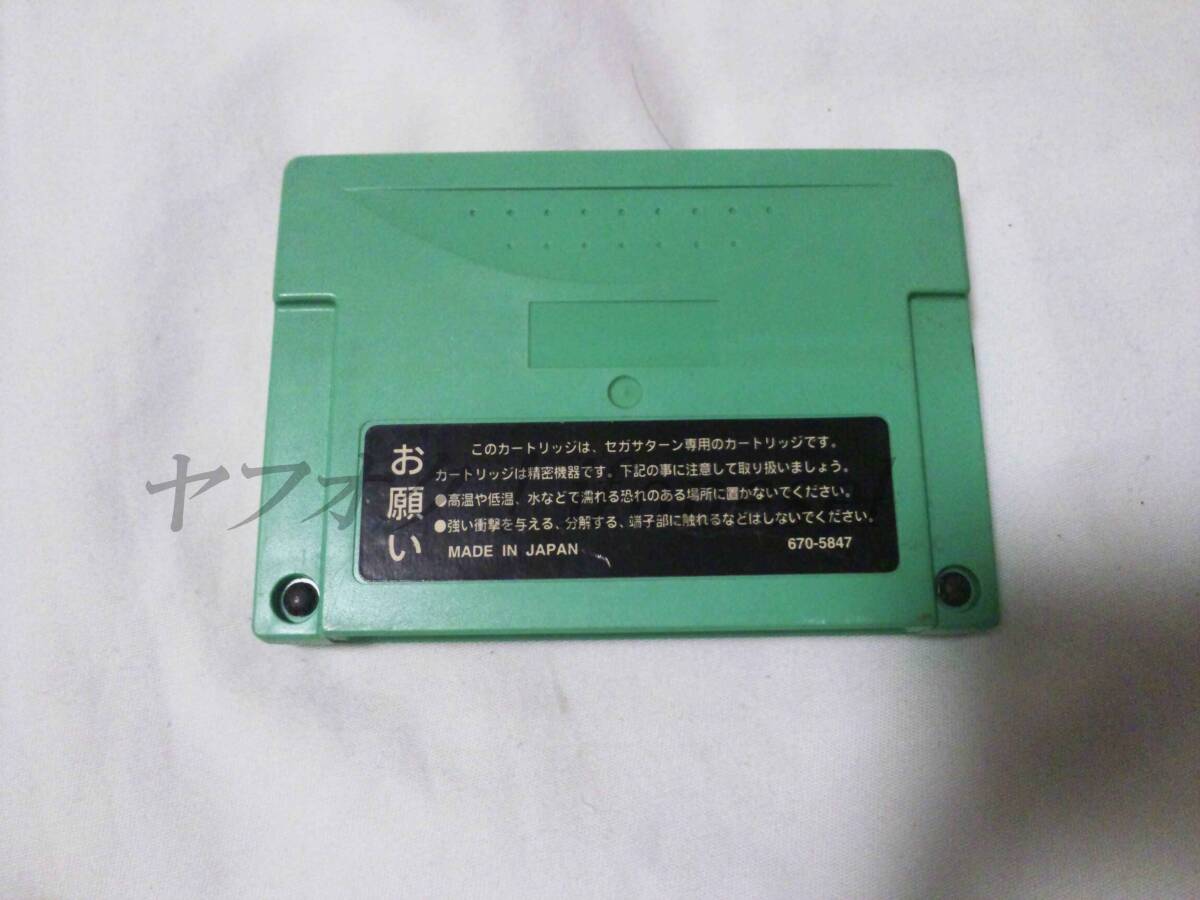 お願い
このカートリッジは、セガサターン専用のカートリッジです。
カートリッジは精密機器です。下記の事に注意して取り扱いましょう。
●高温や低温、水などで濡れる恐れのある場所に置かないでください。
●強い衝撃を与える、分解する、端子部に触れるなどはしないでください。
MADE IN JAPAN 670-5847
ヤフオク